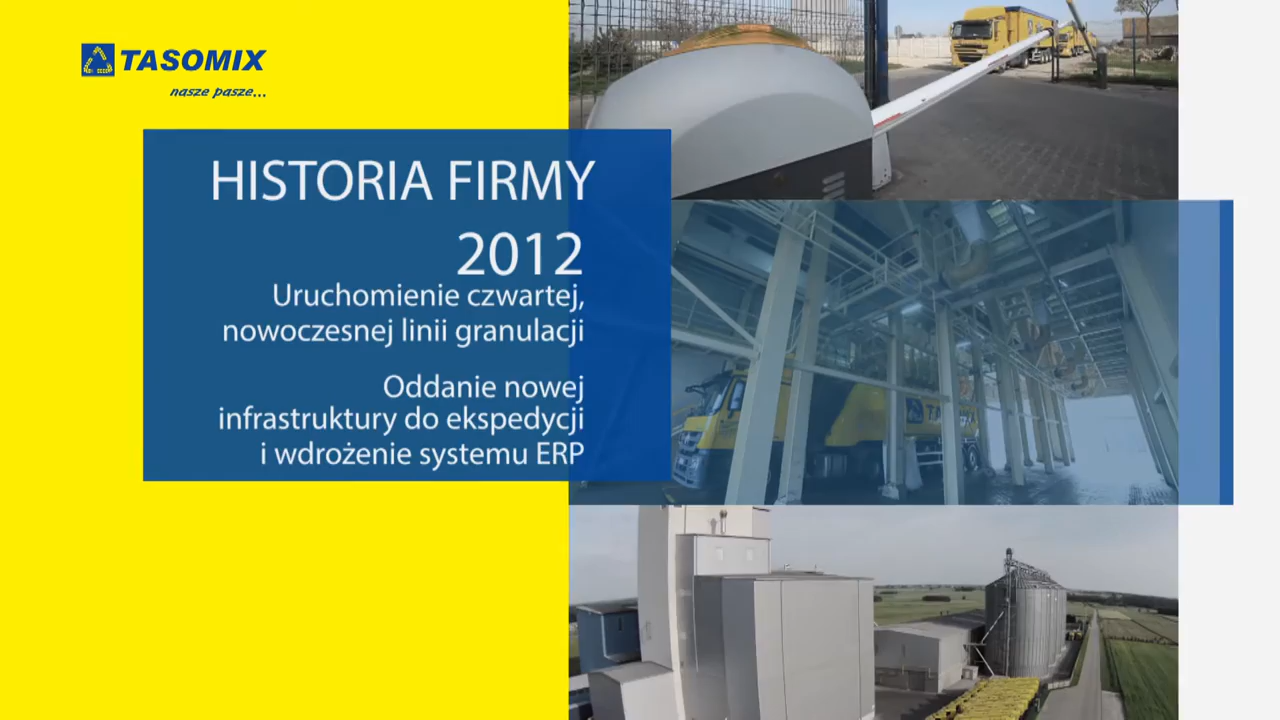 TASOMIX
nasze pasze...
HISTORIA FIRMY
2012
Uruchomienie czwartej,
nowoczesnej linii granulacji
Oddanie nowej
infrastruktury do ekspedycji
i wdrożenie systemu ERP
TASOMIX